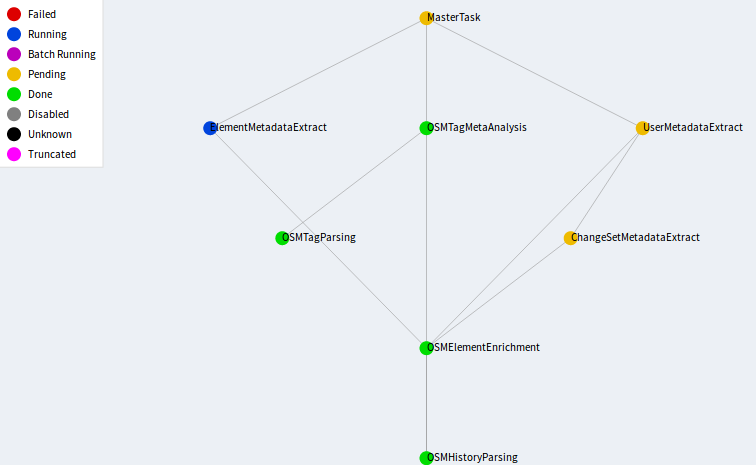 Failed
Running
Batch Running
Pending
Done
Disabled
Unknown
Truncated
MasterTask
ElementMetadataExtract
OSMTagMetaAnalysis
UserMetadataExtract
OSMTagParsing
ChangeSetMetadataExtract
OSMElementEnrichment
OSMHistoryParsing